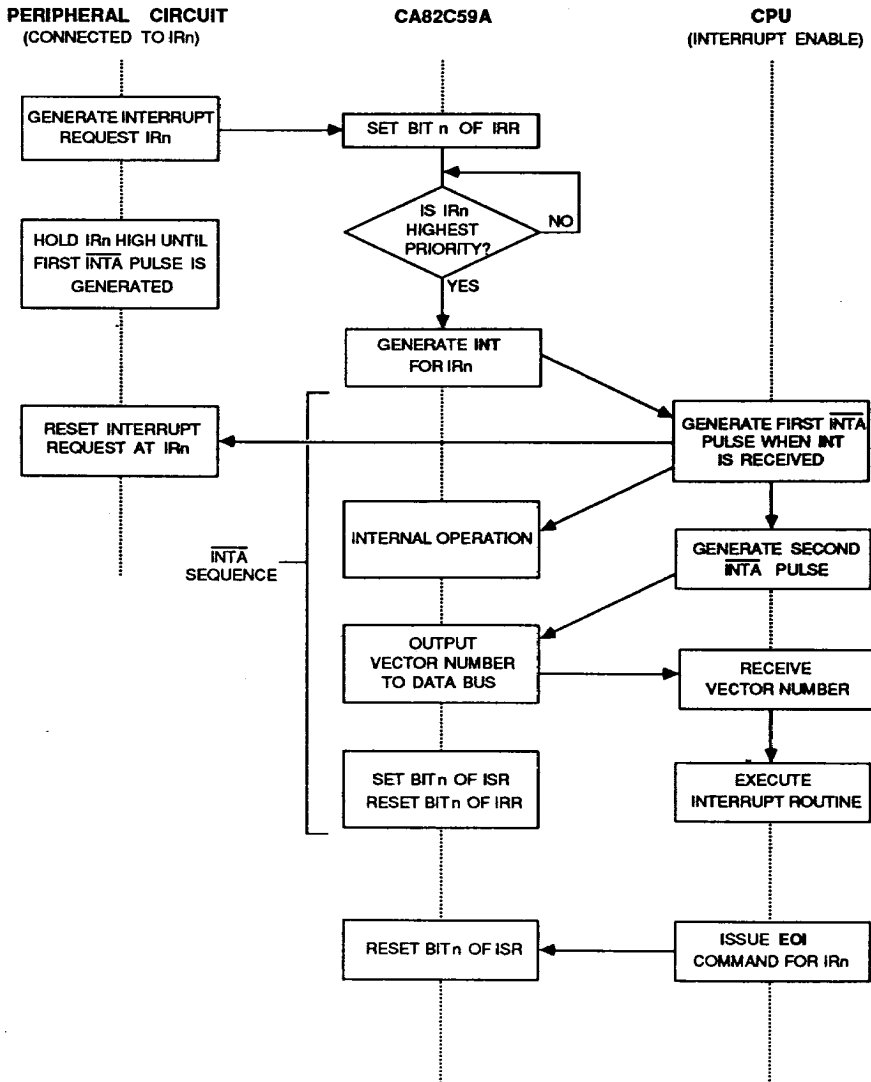 PERIPHERAL CIRCUIT
(CONNECTED TO IRn)
CA82C59A
CPU
(INTERRUPT ENABLE)
GENERATE INTERRUPT
REQUEST IRn
SET BIT n OF IRR
IS IRn
HIGHEST
PRIORITY?
NO
YES
HOLD IRn HIGH UNTIL
FIRST INTA PULSE IS
GENERATED
GENERATE INT
FOR IRn
RESET INTERRUPT
REQUEST AT IRn
GENERATE FIRST INTA
PULSE WHEN INT
IS RECEIVED
INTERNAL OPERATION
GENERATE SECOND
INTA PULSE
INTA
SEQUENCE
OUTPUT
VECTOR NUMBER
TO DATA BUS
RECEIVE
VECTOR NUMBER
SET BIT n OF ISR
RESET BIT n OF IRR
EXECUTE
INTERRUPT ROUTINE
RESET BIT n OF ISR
ISSUE EOI
COMMAND FOR IRn